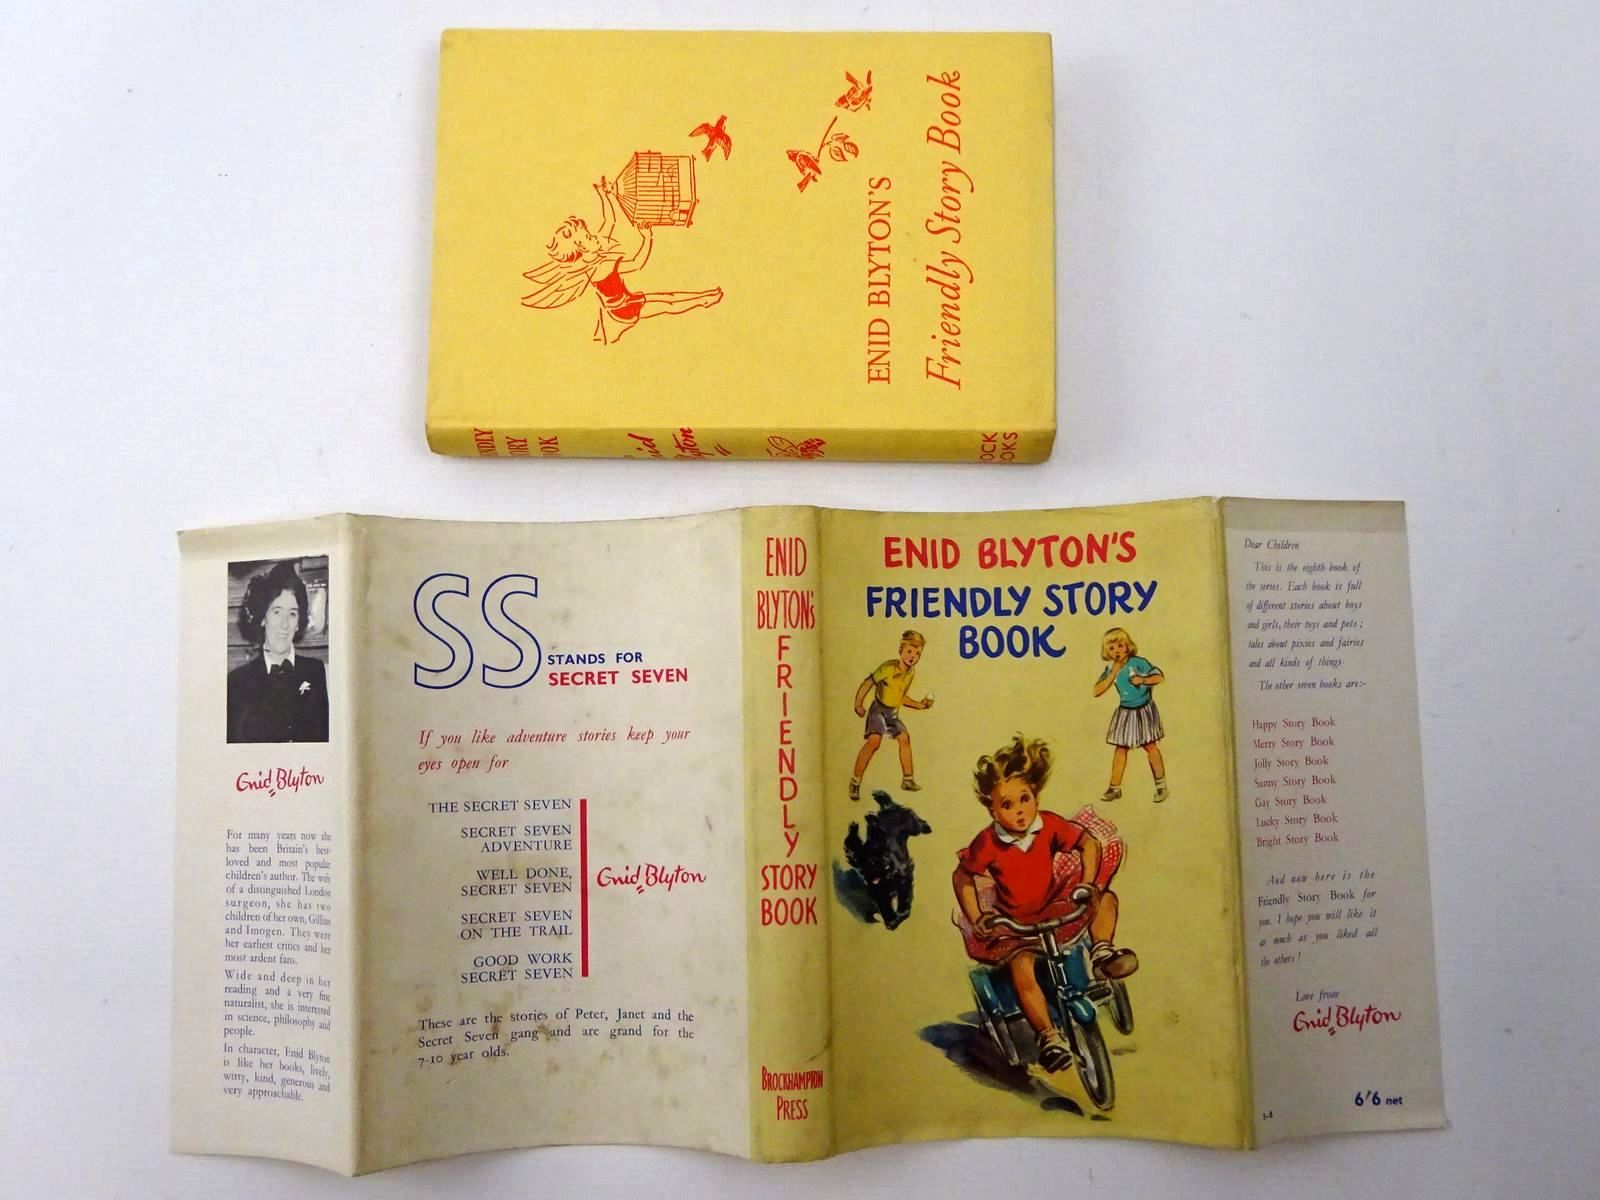 ENID BLYTON'S
Friendly Story Book
Enid Blyton
For many years now she
has been Britain's best-
loved and most popular
children's author. The wife
of a distinguished London
surgeon, she has two
children of her own, Gillian
and Imogen. They were
her earliest critics and her
most ardent fans.
Wide and deep in her
reading and a very fine
naturalist, she is interested
in science, philosophy and
people.
In character, Enid Blyton
is like her books, lively,
witty, kind, generous and
very approachable.
SS STANDS FOR
SECRET SEVEN
If you like adventure stories keep your
eyes open for
THE SECRET SEVEN
SECRET SEVEN
ADVENTURE
WELL DONE,
SECRET SEVEN
SECRET SEVEN
ON THE TRAIL
GOOD WORK
SECRET SEVEN
Enid Blyton
These are the stories of Peter, Janet and the
Secret Seven gang and are grand for the
7-10 year olds.
ENID
BLYTON'S
FRIENDLY
STORY
BOOK
BROCKHAMPTON
PRESS
ENID BLYTON'S
FRIENDLY STORY
BOOK
Dear Children
This is the eighth book of
the series. Each book is full
of different stories about boys
and girls, their toys and pets;
tales about pixies and fairies
and all kinds of things.
The other seven books are:-
Happy Story Book
Merry Story Book
Jolly Story Book
Sunny Story Book
Gay Story Book
Lucky Story Book
Bright Story Book
And now here is the
Friendly Story Book for
you. I hope you will like it
as much as you liked all
the others!
Love from
Enid Blyton
6'6 net